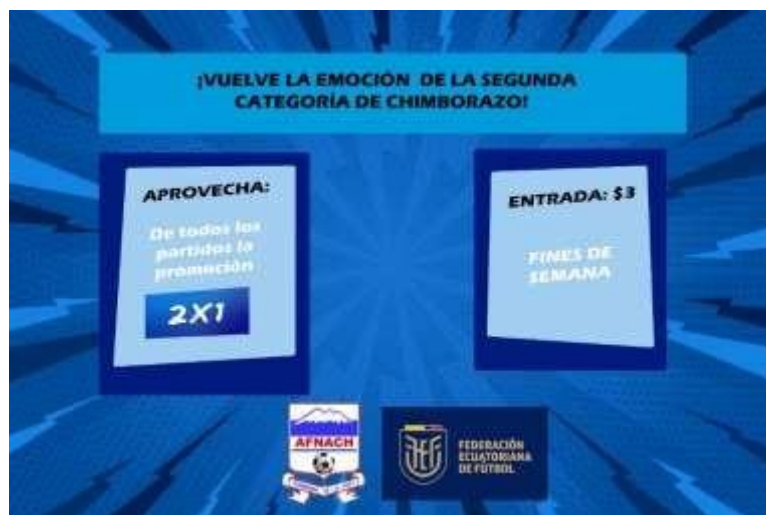 ¡VUELVE LA EMOCIÓN DE LA SEGUNDA
CATEGORÍA DE CHIMBORAZO!
APROVECHA:
De todos los
partidos la
promoción
2X1
ENTRADA: $3
FINES DE
SEMANA
AFNACH
FEF
FEDERACIÓN
ECUATORIANA
DE FÚTBOL